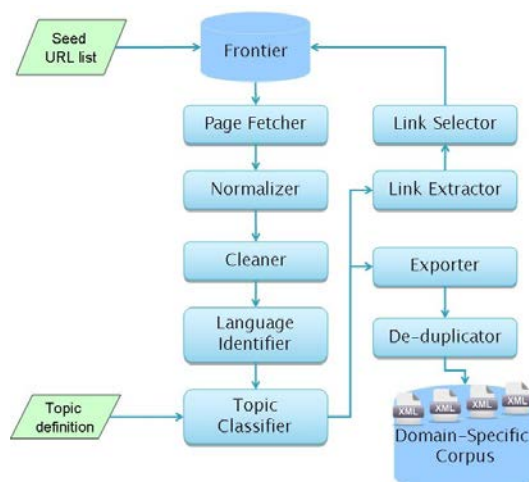 Seed
URL list
Frontier
Page Fetcher
Link Selector
Normalizer
Link Extractor
Cleaner
Exporter
Language
Identifier
De-duplicator
Topic
definition
Topic
Classifier
XML
XML
XML
XML
Domain-Specific
Corpus